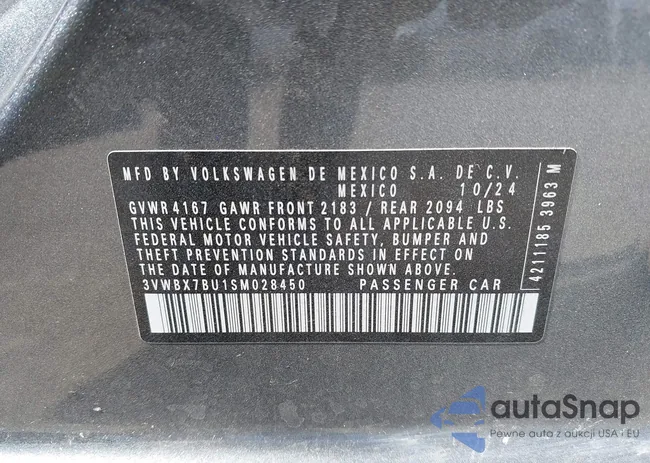 MFD BY VOLKSWAGEN DE MEXICO S.A. DE C.V.
MEXICO 10/24
GVWR 4167 GAWR FRONT 2183 / REAR 2094 LBS
THIS VEHICLE CONFORMS TO ALL APPLICABLE U.S.
FEDERAL MOTOR VEHICLE SAFETY, BUMPER AND
THEFT PREVENTION STANDARDS IN EFFECT ON
THE DATE OF MANUFACTURE SHOWN ABOVE.
3VWBX7BU1SM028450 PASSENGER CAR
4211185 3963 M
autaSnap
Pewne auta z aukcji USA i EU